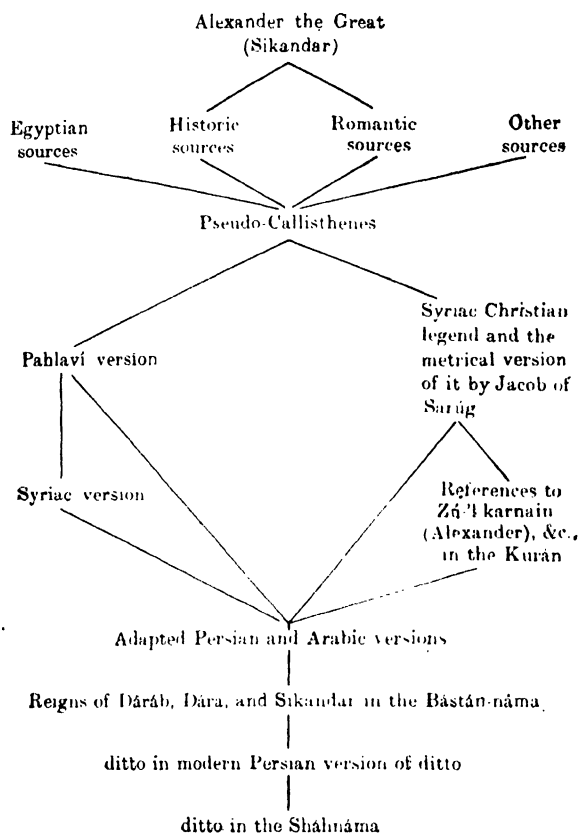 Alexander the Great
(Sikandar)
Egyptian
sources
Historic
sources
Romantic
sources
Other
sources
Pseudo-Callisthenes
Pahlaví version
Syriac Christian
legend and the
metrical version
of it by Jacob of
Sarúg
Syriac version
References to
Zú-'l karnain
(Alexander), &c.,
in the Kurán
Adapted Persian and Arabic versions
Reigns of Dáráb, Dára, and Sikandar in the Bástán-náma
ditto in modern Persian version of ditto
ditto in the Sháhnáma